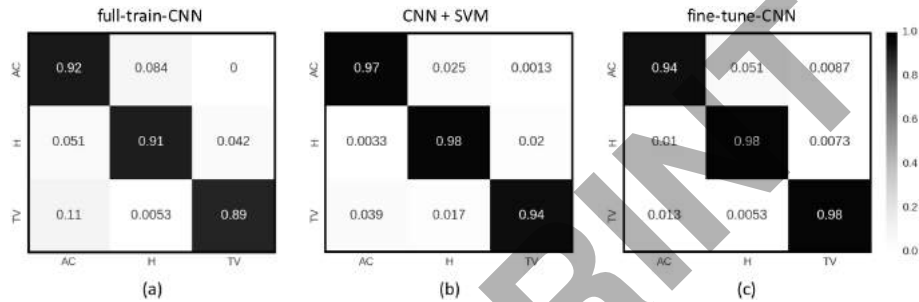 full-train-CNN CNN + SVM fine-tune-CNN
AC 0.92 0.084 0 AC 0.97 0.025 0.0013 AC 0.94 0.051 0.0087 1.0
0.8
H 0.051 0.91 0.042 H 0.0033 0.98 0.02 H 0.01 0.98 0.0073 0.6
0.4
TV 0.11 0.0053 0.89 TV 0.039 0.017 0.94 TV 0.013 0.0053 0.98 0.2
0.0
AC H TV AC H TV AC H TV
(a) (b) (c)
RINT